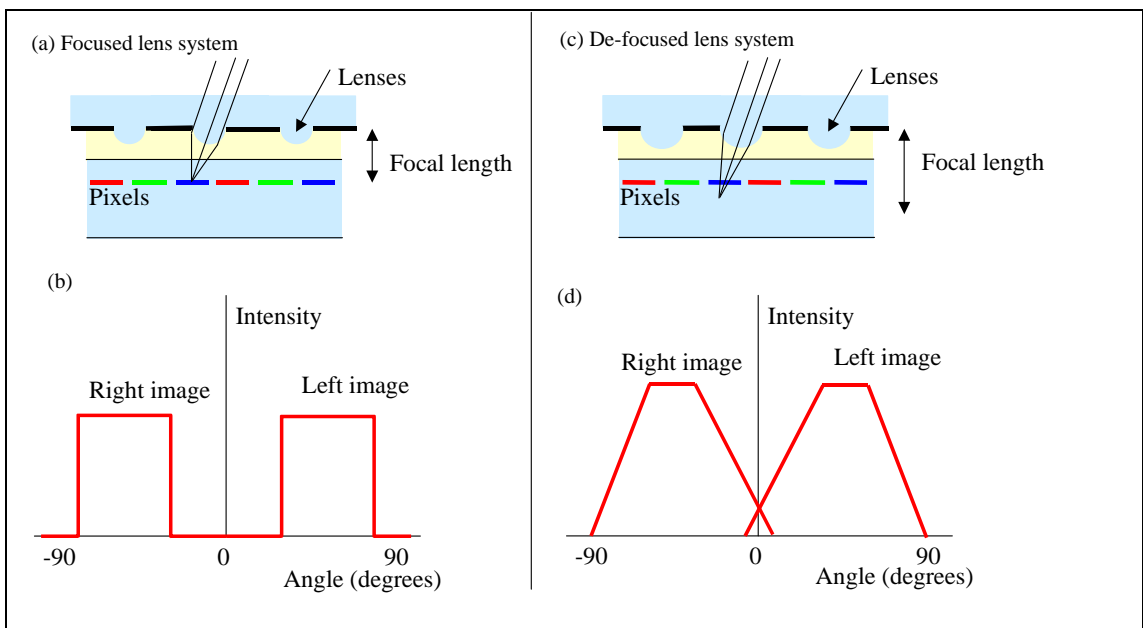 (a) Focused lens system
Lenses
Focal length
Pixels
(b)
Intensity
Right image
Left image
-90
0
90
Angle (degrees)
(c) De-focused lens system
Lenses
Focal length
Pixels
(d)
Intensity
Right image
Left image
-90
0
90
Angle (degrees)